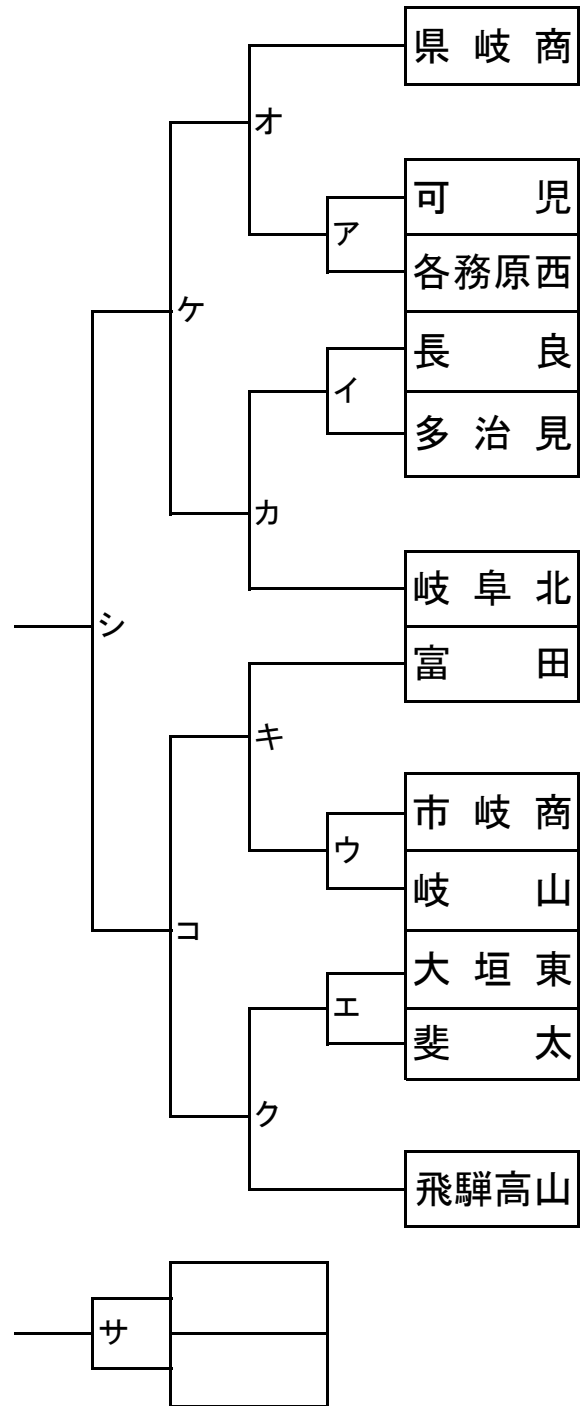 県岐商
オ
可児
ア
各務原西
ケ
長良
イ
多治見
カ
岐阜北
シ
富田
キ
市岐商
ウ
岐山
コ
大垣東
エ
斐太
ク
飛騨高山
サ